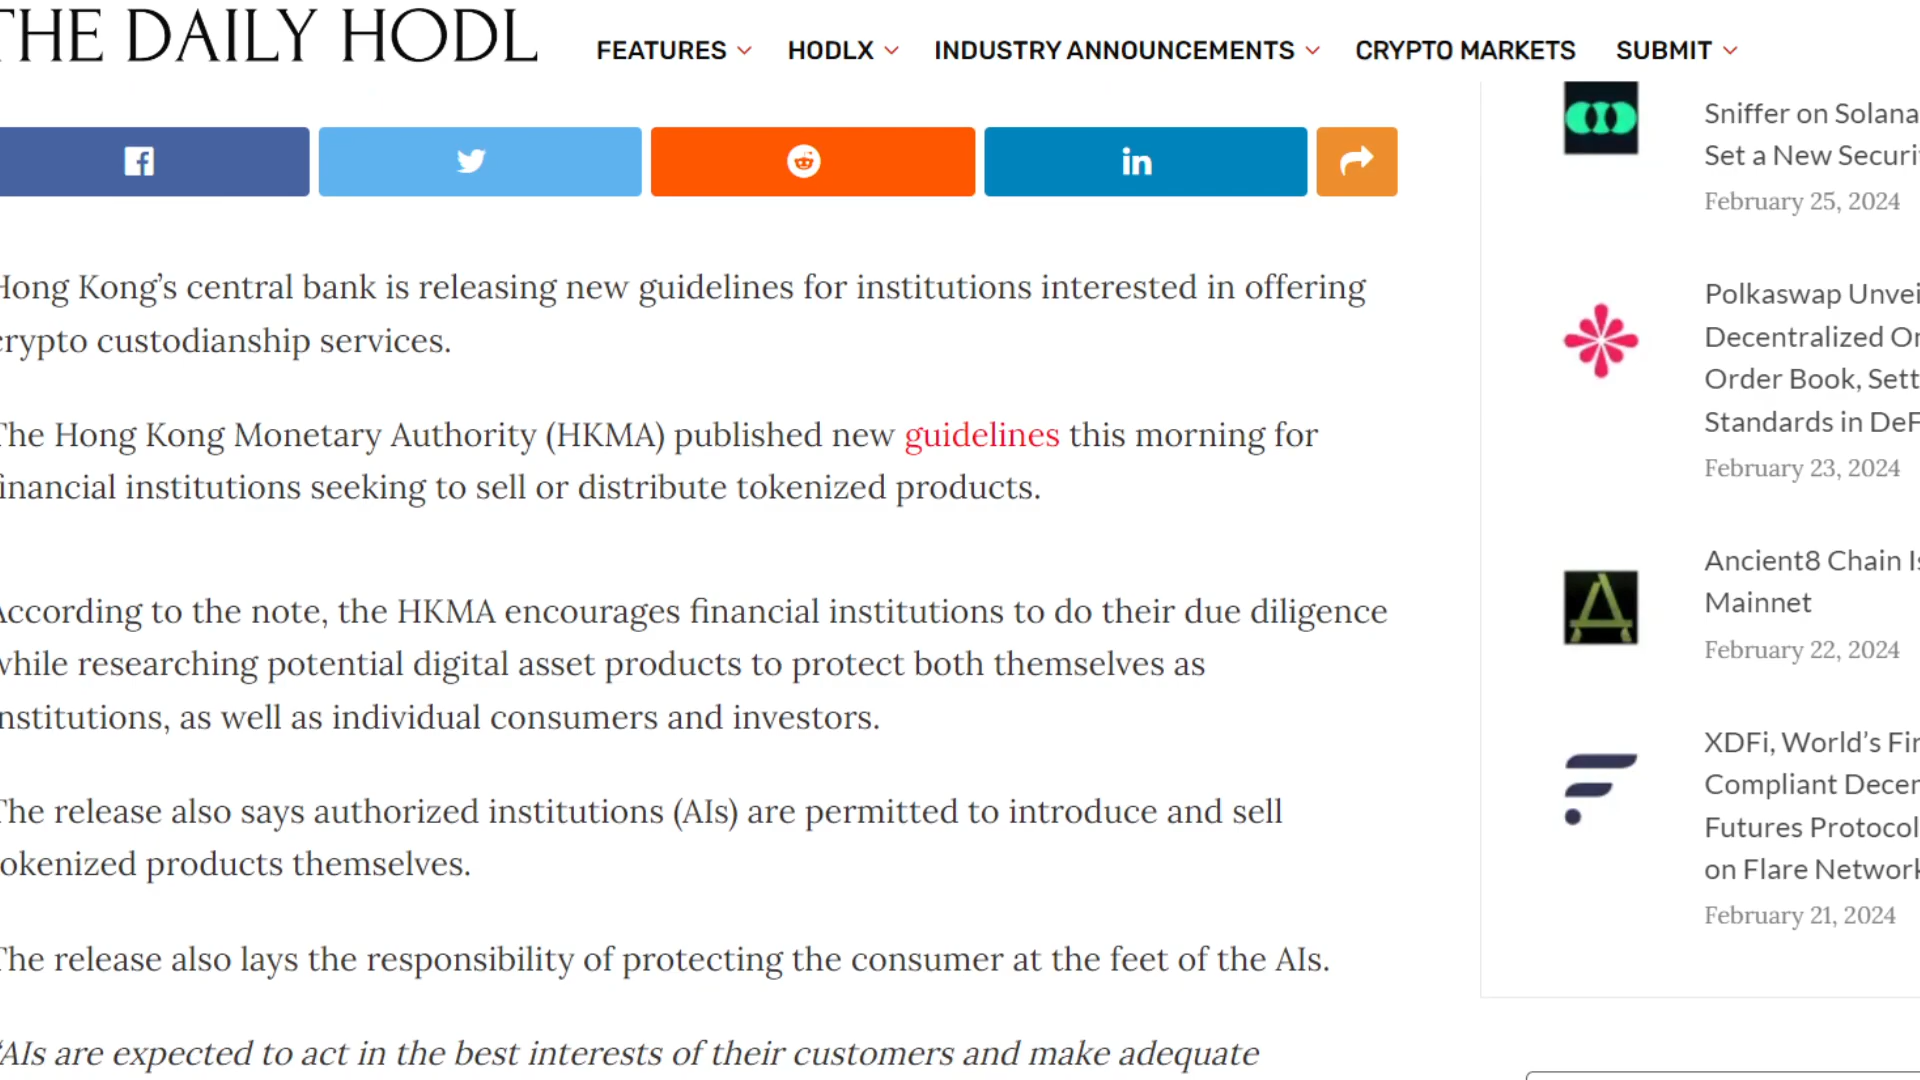 THE DAILY HODL
FEATURES
HODLX
INDUSTRY ANNOUNCEMENTS
CRYPTO MARKETS
SUBMIT
Hong Kong’s central bank is releasing new guidelines for institutions interested in offering
crypto custodianship services.
The Hong Kong Monetary Authority (HKMA) published new guidelines this morning for
financial institutions seeking to sell or distribute tokenized products.
According to the note, the HKMA encourages financial institutions to do their due diligence
while researching potential digital asset products to protect both themselves as
institutions, as well as individual consumers and investors.
The release also says authorized institutions (AIs) are permitted to introduce and sell
tokenized products themselves.
The release also lays the responsibility of protecting the consumer at the feet of the AIs.
“AIs are expected to act in the best interests of their customers and make adequate
Sniffer on Solana
Set a New
February 25, 2024
Polkaswap
Decentralized
Order Book,
Standards in
February 23, 2024
Ancient8 Chain
Mainnet
February 22, 2024
XDFi, World’s
Compliant
Futures Protocol
on Flare Network
February 21, 2024